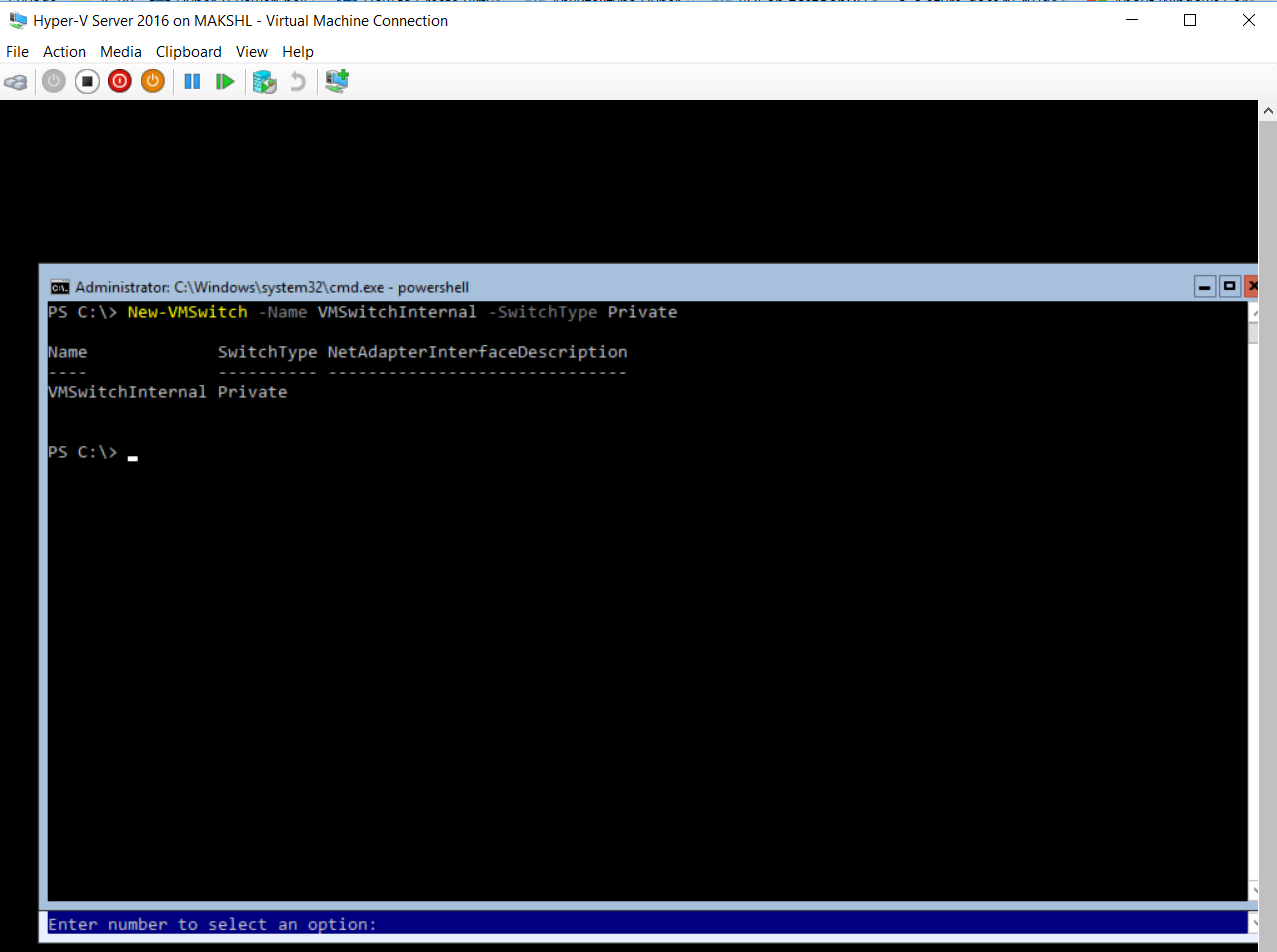 Hyper-V Server 2016 on MAKSHL - Virtual Machine Connection
File Action Media Clipboard View Help
Administrator: C:\Windows\system32\cmd.exe - powershell
PS C:\> New-VMSwitch -Name VMSwitchInternal -SwitchType Private
Name SwitchType NetAdapterInterfaceDescription
---- ---------- ------------------------------
VMSwitchInternal Private
PS C:\>
Enter number to select an option: